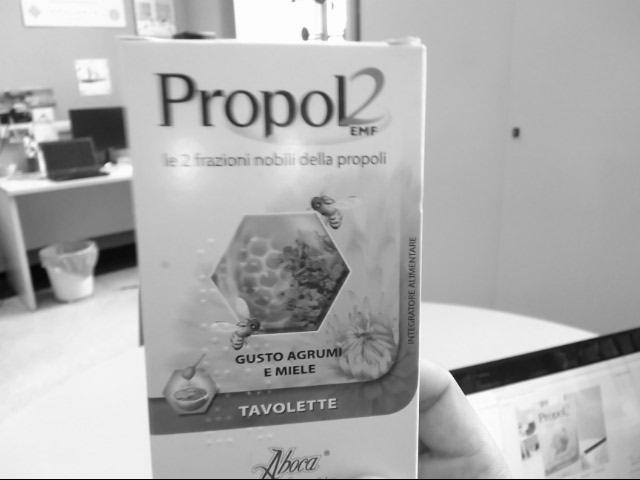 Propol2
EMF
le 2 frazioni nobili della propoli
INTEGRATORE ALIMENTARE
GUSTO AGRUMI
E MIELE
TAVOLETTE
Aboca